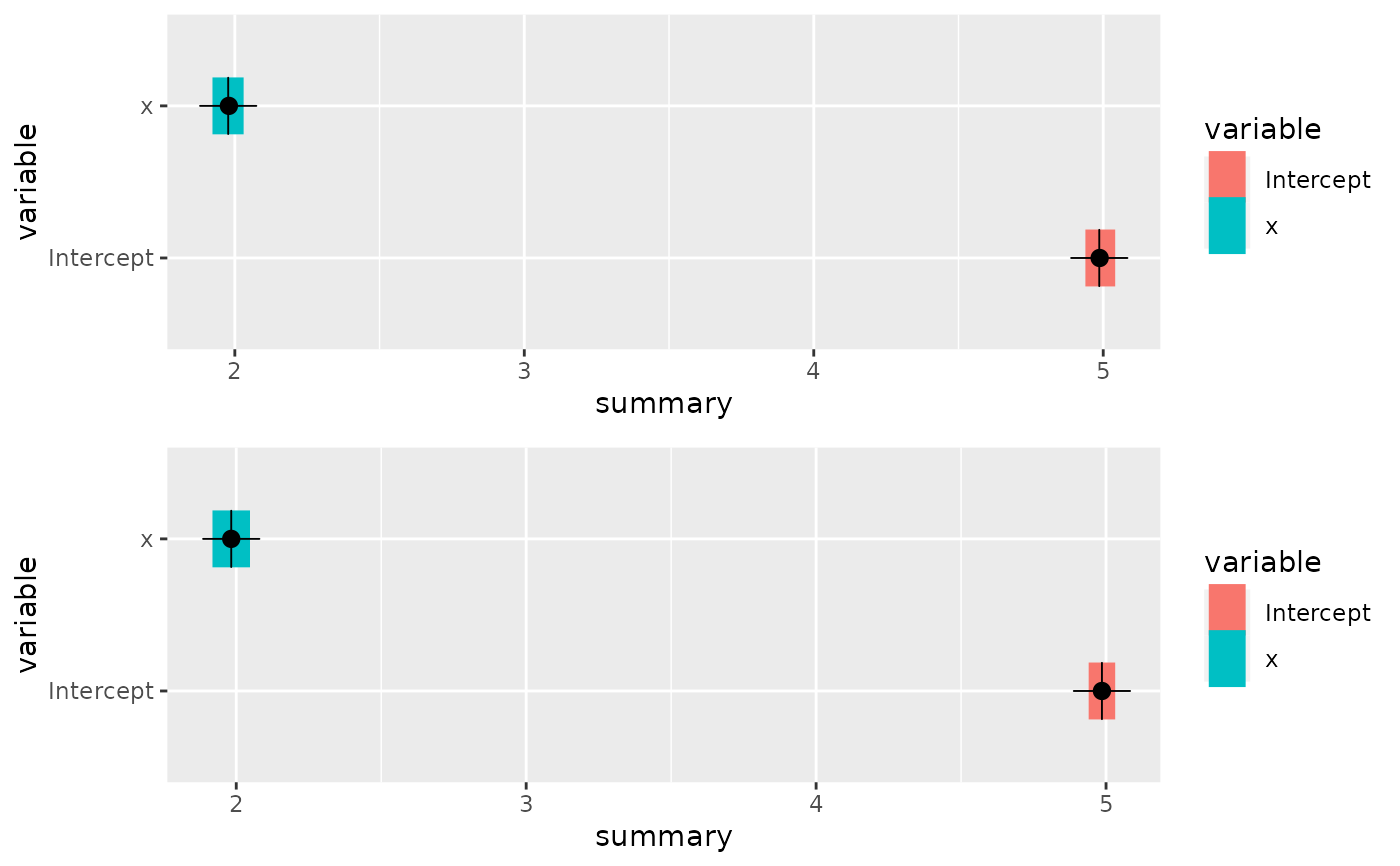 variable
x
Intercept
2 3 4 5
summary
variable
Intercept
x
variable
x
Intercept
2 3 4 5
summary
variable
Intercept
x